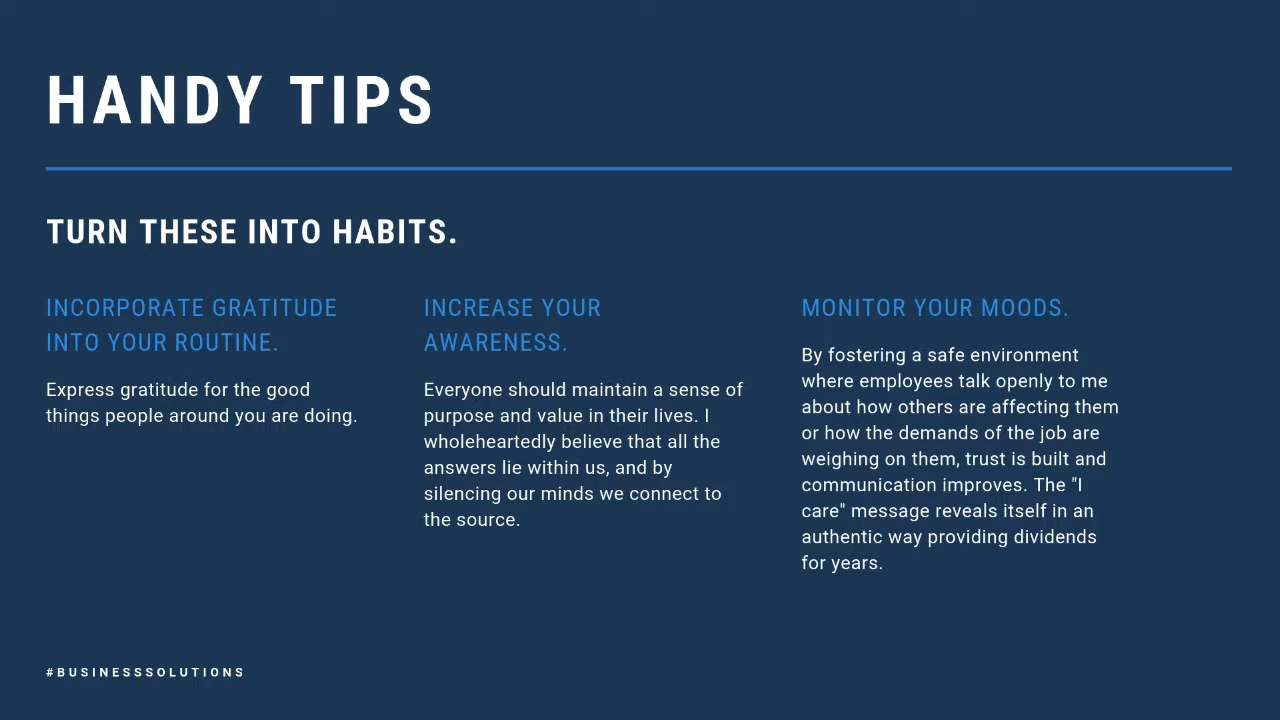 HANDY TIPS
TURN THESE INTO HABITS.
INCORPORATE GRATITUDE
INTO YOUR ROUTINE.
Express gratitude for the good
things people around you are doing.
INCREASE YOUR
AWARENESS.
Everyone should maintain a sense of
purpose and value in their lives. I
wholeheartedly believe that all the
answers lie within us, and by
silencing our minds we connect to
the source.
MONITOR YOUR MOODS.
By fostering a safe environment
where employees talk openly to me
about how others are affecting them
or how the demands of the job are
weighing on them, trust is built and
communication improves. The "I
care" message reveals itself in an
authentic way providing dividends
for years.
#BUSINESSSOLUTIONS